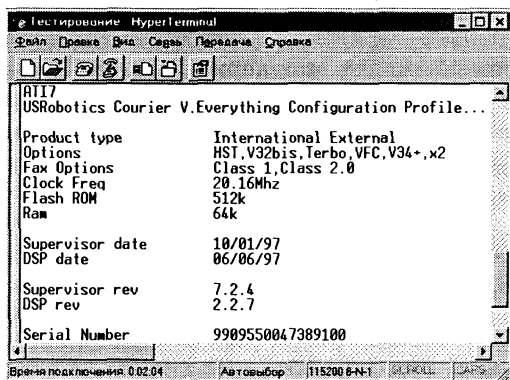 Тестирование HyperTerminal
Файл Правка Вид Связь Передача Справка
ATI7
USRobotics Courier V.Everything Configuration Profile...
Product type International External
Options HST,V32bis,Terbo,VFC,V34+,x2
Fax Options Class 1,Class 2.0
Clock Freq 20.16Mhz
Flash ROM 512k
Ram 64k
Supervisor date 10/01/97
DSP date 06/06/97
Supervisor rev 7.2.4
DSP rev 2.2.7
Serial Number 9909550047389100
Время подключения: 0:02:04 Автовыбор 115200 8-N-1 SCROLL CAPS